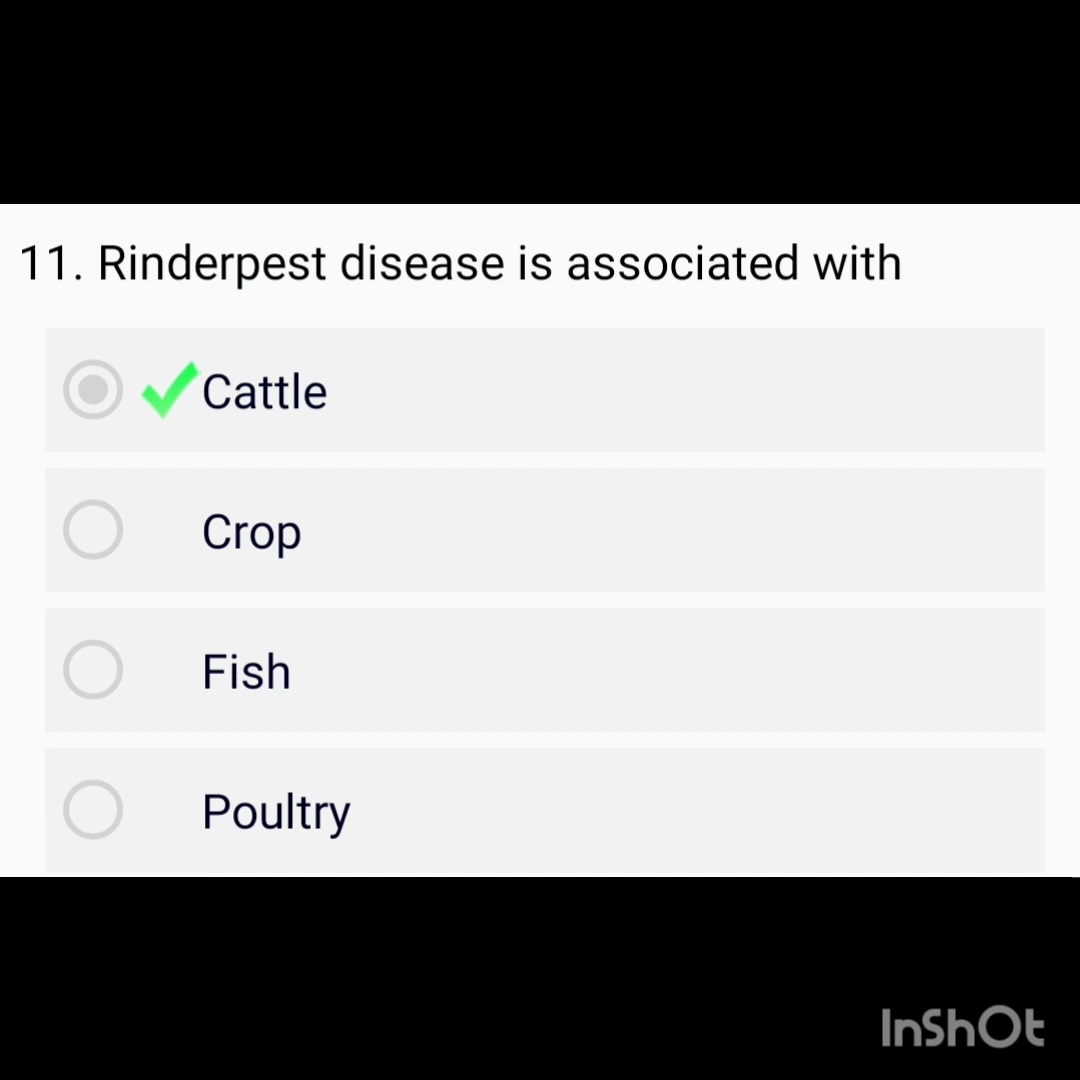 11. Rinderpest disease is associated with
Cattle
Crop
Fish
Poultry
InShOt